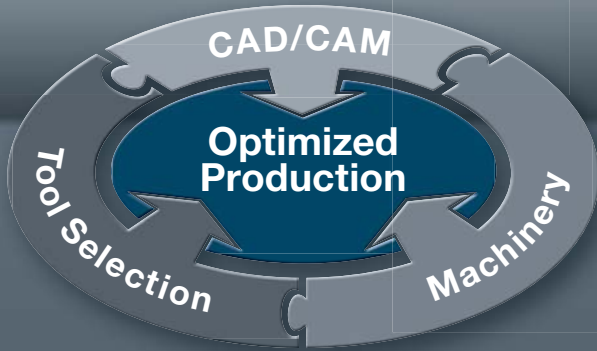 CAD/CAM
Optimized
Production
Tool Selection
Machinery